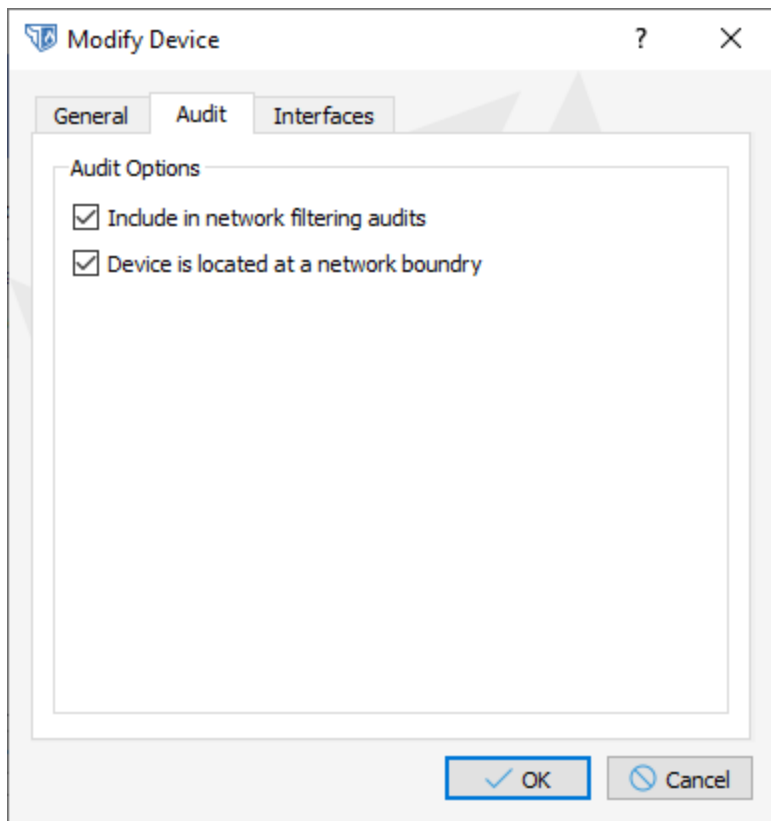 Modify Device
General Audit Interfaces
Audit Options
Include in network filtering audits
Device is located at a network boundry
OK Cancel